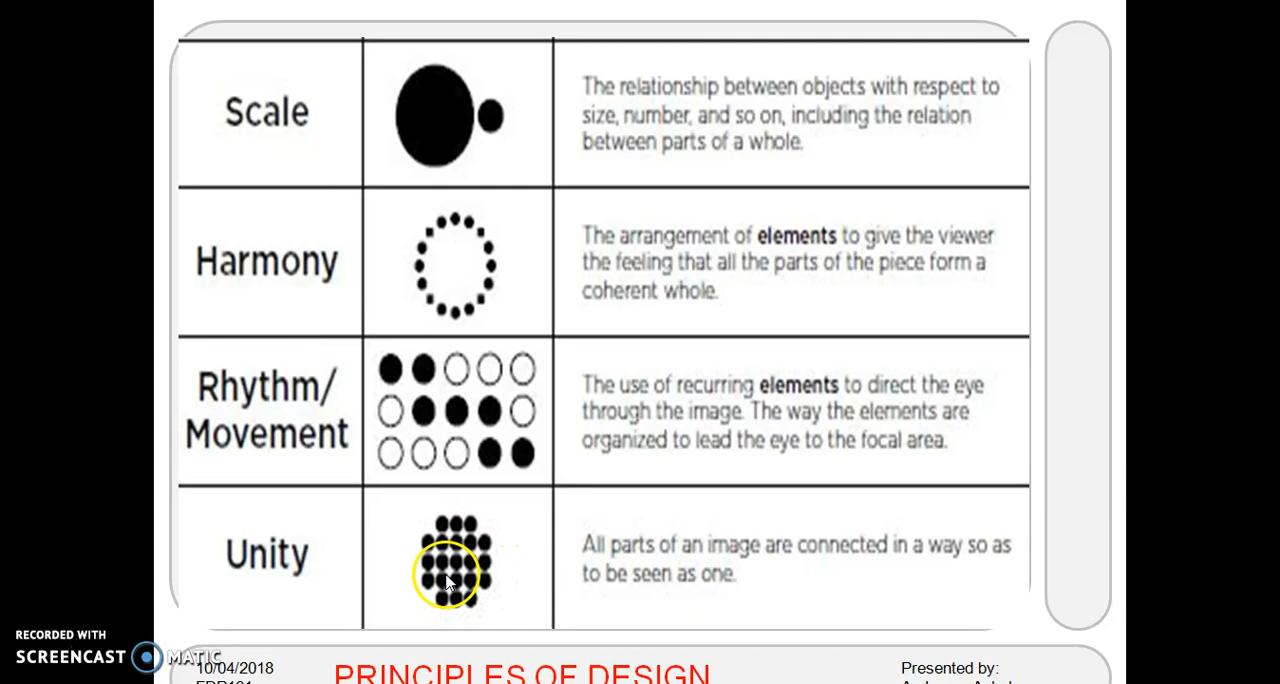 Scale
The relationship between objects with respect to
size, number, and so on, including the relation
between parts of a whole.
Harmony
The arrangement of elements to give the viewer
the feeling that all the parts of the piece form a
coherent whole.
Rhythm/
Movement
The use of recurring elements to direct the eye
through the image. The way the elements are
organized to lead the eye to the focal area.
Unity
All parts of an image are connected in a way so as
to be seen as one.
RECORDED WITH
SCREENCAST MATIC
10/04/2018
PRINCIPLES OF DESIGN
Presented by: